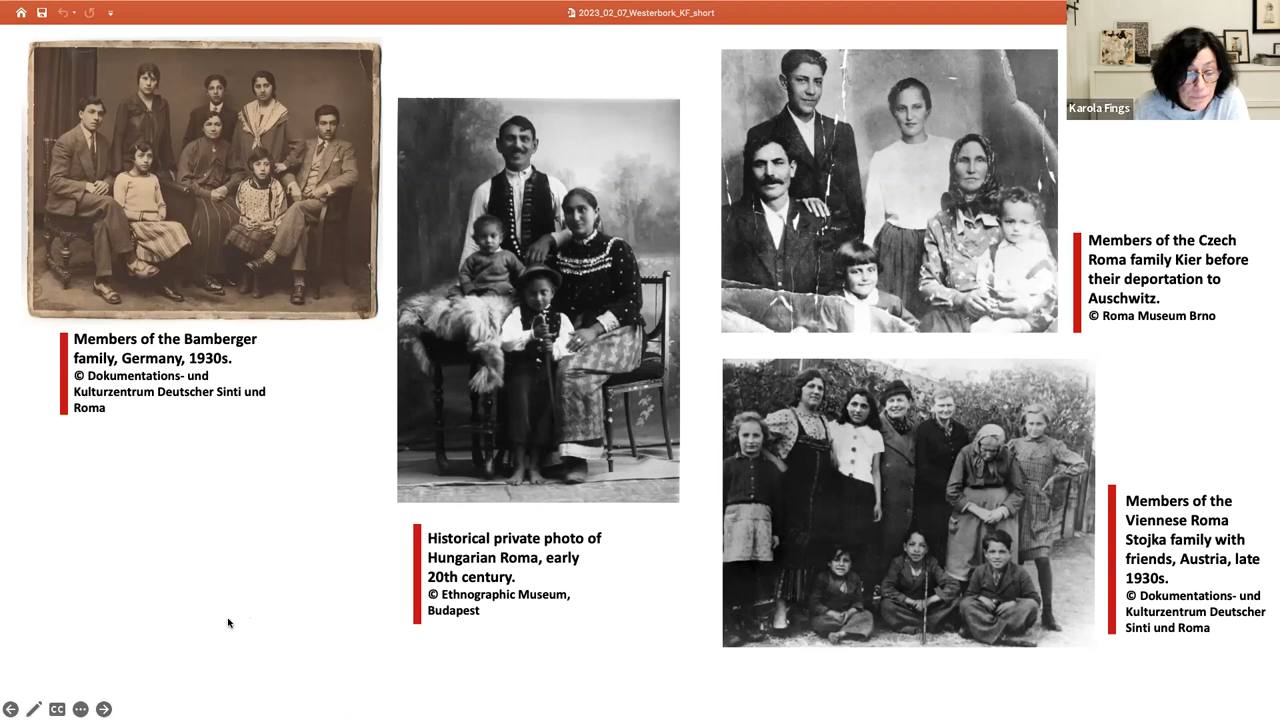 2023_02_07_Westerbork_KF_short
Karola Fings
Members of the Bamberger
family, Germany, 1930s.
© Dokumentations- und
Kulturzentrum Deutscher Sinti und
Roma
Historical private photo of
Hungarian Roma, early
20th century.
© Ethnographic Museum,
Budapest
Members of the Czech
Roma family Kier before
their deportation to
Auschwitz.
© Roma Museum Brno
Members of the
Viennese Roma
Stojka family with
friends, Austria, late
1930s.
© Dokumentations- und
Kulturzentrum Deutscher
Sinti und Roma
CC